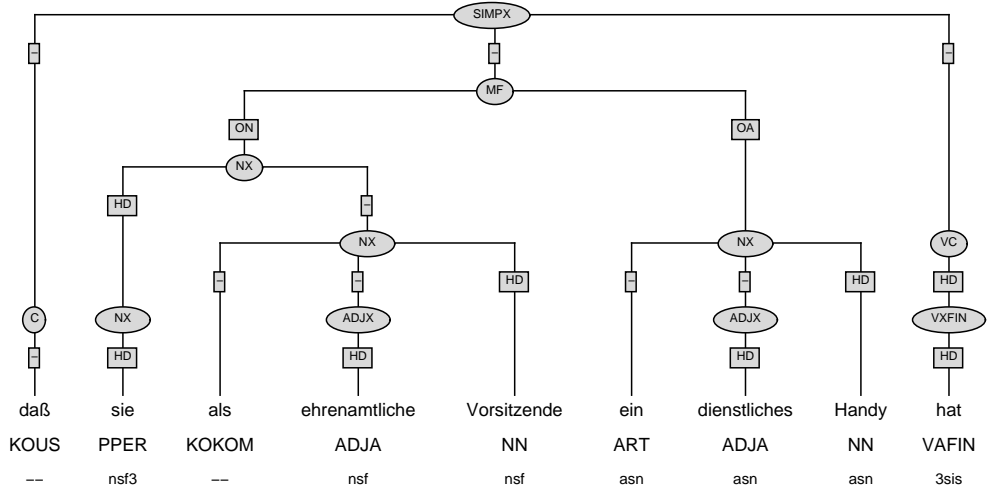 SIMPX
– – –
MF
ON OA
NX
HD –
NX NX VC
– – HD – – HD HD
C NX ADJX ADJX VXFIN
– HD HD HD HD
daß sie als ehrenamtliche Vorsitzende ein dienstliches Handy hat
KOUS PPER KOKOM ADJA NN ART ADJA NN VAFIN
–– nsf3 –– nsf nsf asn asn asn 3sis